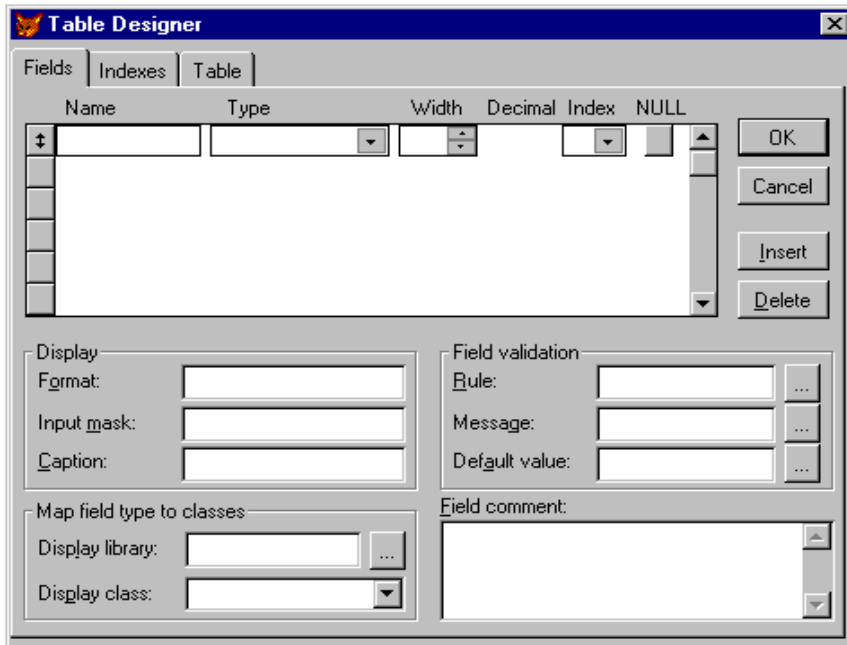 Table Designer
Fields Indexes Table
Name Type Width Decimal Index NULL
OK
Cancel
Insert
Delete
Display
Format:
Input mask:
Caption:
Field validation
Rule: ...
Message: ...
Default value: ...
Map field type to classes
Display library: ...
Display class:
Field comment: